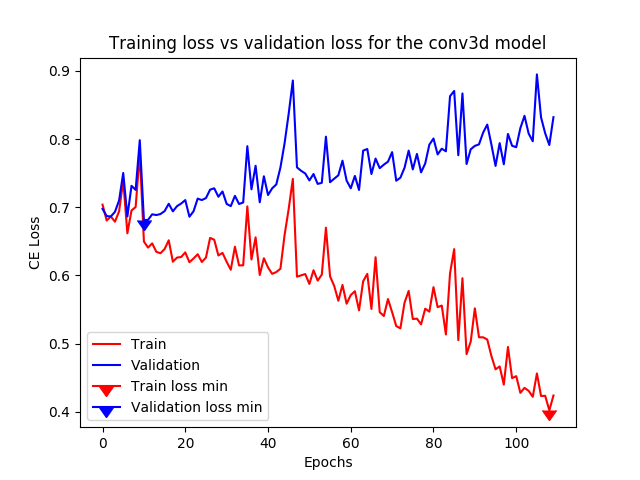 Training loss vs validation loss for the conv3d model
0.9
0.8
0.7
0.6
0.5
0.4
CE Loss
Train
Validation
Train loss min
Validation loss min
0 20 40 60 80 100
Epochs